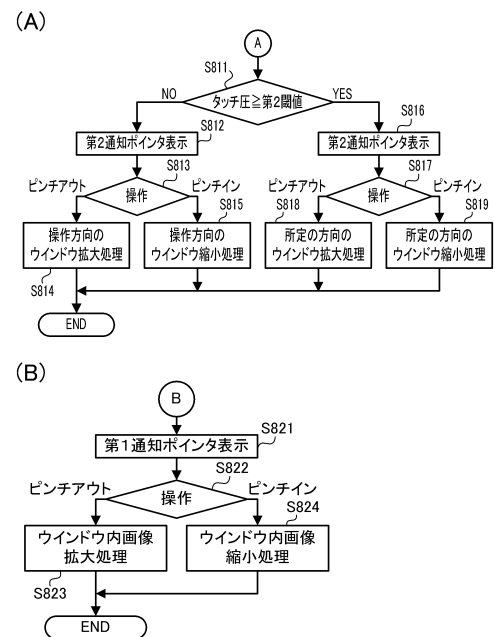 (A)
A
S811
タッチ圧≧第2閾値
NO
YES
S812
第2通知ポインタ表示
S816
第2通知ポインタ表示
S813
操作
ピンチアウト
ピンチイン
S817
操作
ピンチアウト
ピンチイン
操作方向の
ウインドウ拡大処理
S814
S815
操作方向の
ウインドウ縮小処理
S818
所定の方向の
ウインドウ拡大処理
S819
所定の方向の
ウインドウ縮小処理
END
(B)
B
S821
第1通知ポインタ表示
S822
操作
ピンチアウト
ピンチイン
ウインドウ内画像
拡大処理
S823
S824
ウインドウ内画像
縮小処理
END